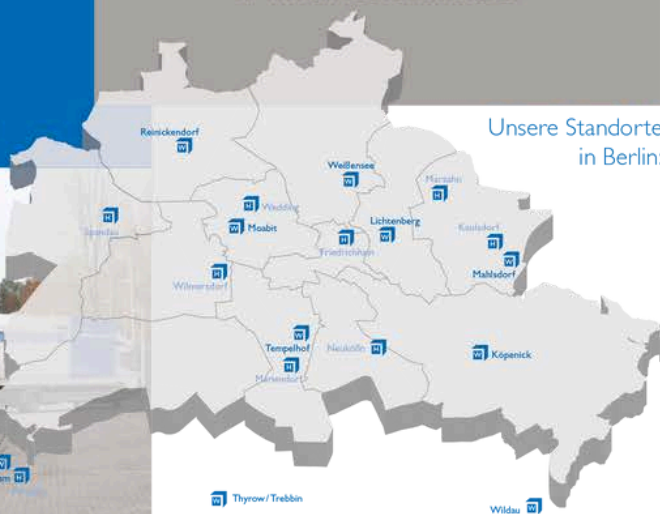 Unsere Standorte
in Berlin:
Reinickendorf
W
Weißensee
W
Marzahn
H
H
Wedding
Spandau
H
W
Moabit
Lichtenberg
W
H
Friedrichhain
Kaulsdorf
H
W
Mahlsdorf
H
Wilmersdorf
W
Tempelhof
H
Mariendorf
Neukölln
H
W
Köpenick
W
H
W
Thyrow / Trebbin
Wildau
W